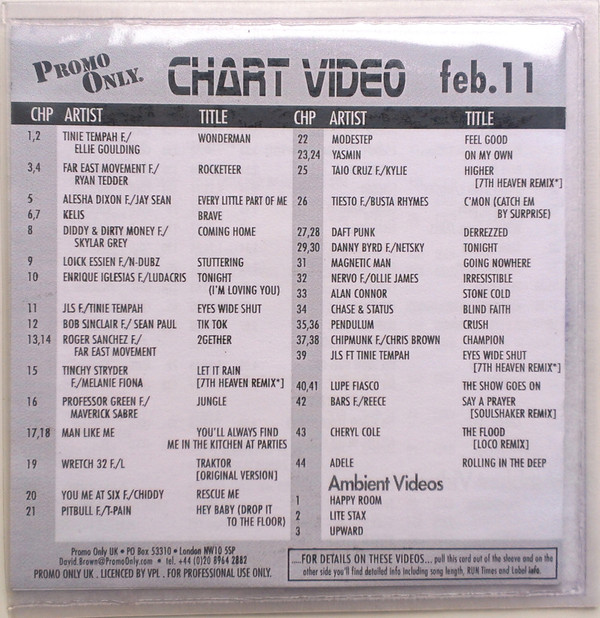 PROMO ONLY. CHART VIDEO feb.11
CHP ARTIST TITLE
1,2 TINIE TEMPAH F./ WONDERMAN
ELLIE GOULDING
3,4 FAR EAST MOVEMENT F./ ROCKETEER
RYAN TEDDER
5 ALESHA DIXON F./JAY SEAN EVERY LITTLE PART OF ME
6,7 KELIS BRAVE
8 DIDDY & DIRTY MONEY F./ COMING HOME
SKYLAR GREY
9 LOICK ESSIEN F./N-DUBZ STUTTERING
10 ENRIQUE IGLESIAS F./LUDACRIS TONIGHT
(I'M LOVING YOU)
11 JLS F./TINIE TEMPAH EYES WIDE SHUT
12 BOB SINCLAIR F./ SEAN PAUL TIK TOK
13,14 ROGER SANCHEZ F./ 2GETHER
FAR EAST MOVEMENT
15 TINCHY STRYDER LET IT RAIN
F./MELANIE FIONA [7TH HEAVEN REMIX*]
16 PROFESSOR GREEN F./ JUNGLE
MAVERICK SABRE
17,18 MAN LIKE ME YOU'LL ALWAYS FIND
ME IN THE KITCHEN AT PARTIES
19 WRETCH 32 F./L TRAKTOR
[ORIGINAL VERSION]
20 YOU ME AT SIX F./CHIDDY RESCUE ME
21 PITBULL F./T-PAIN HEY BABY (DROP IT
TO THE FLOOR)
CHP ARTIST TITLE
22 MODESTEP FEEL GOOD
23,24 YASMIN ON MY OWN
25 TAIO CRUZ F./KYLIE HIGHER
[7TH HEAVEN REMIX*]
26 TIESTO F./BUSTA RHYMES C'MON (CATCH EM
BY SURPRISE)
27,28 DAFT PUNK DERREZZED
29,30 DANNY BYRD F./NETSKY TONIGHT
31 MAGNETIC MAN GOING NOWHERE
32 NERVO F./OLLIE JAMES IRRESISTIBLE
33 ALAN CONNOR STONE COLD
34 CHASE & STATUS BLIND FAITH
35,36 PENDULUM CRUSH
37,38 CHIPMUNK F./CHRIS BROWN CHAMPION
39 JLS FT TINIE TEMPAH EYES WIDE SHUT
[7TH HEAVEN REMIX*]
40,41 LUPE FIASCO THE SHOW GOES ON
42 BARS F./REECE SAY A PRAYER
[SOULSHAKER REMIX]
43 CHERYL COLE THE FLOOD
[LOCO REMIX]
44 ADELE ROLLING IN THE DEEP
Ambient Videos
1 HAPPY ROOM
2 LITE STAX
3 UPWARD
Promo Only UK • PO Box 53310 • London NW10 5SP
David.Brown@PromoOnly.com • tel. +44 (0)20 8964 2882
PROMO ONLY UK . LICENCED BY VPL . FOR PROFESSIONAL USE ONLY.
....FOR DETAILS ON THESE VIDEOS... pull this card out of the sleeve and on the
other side you'll find detailed info including song length, RUN Times and Label info.